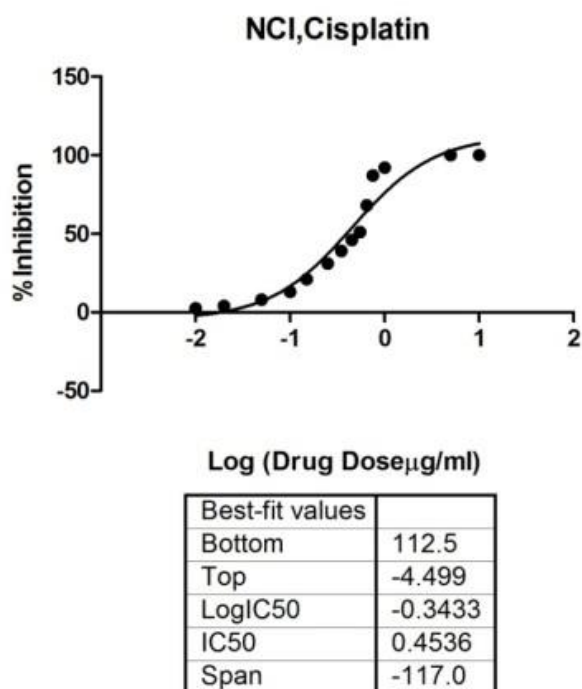 NCI,Cisplatin
150
100
50
0
-50
% Inhibition
-2 -1 0 1 2
Log (Drug Doseµg/ml)
Best-fit values
Bottom 112.5
Top -4.499
LogIC50 -0.3433
IC50 0.4536
Span -117.0